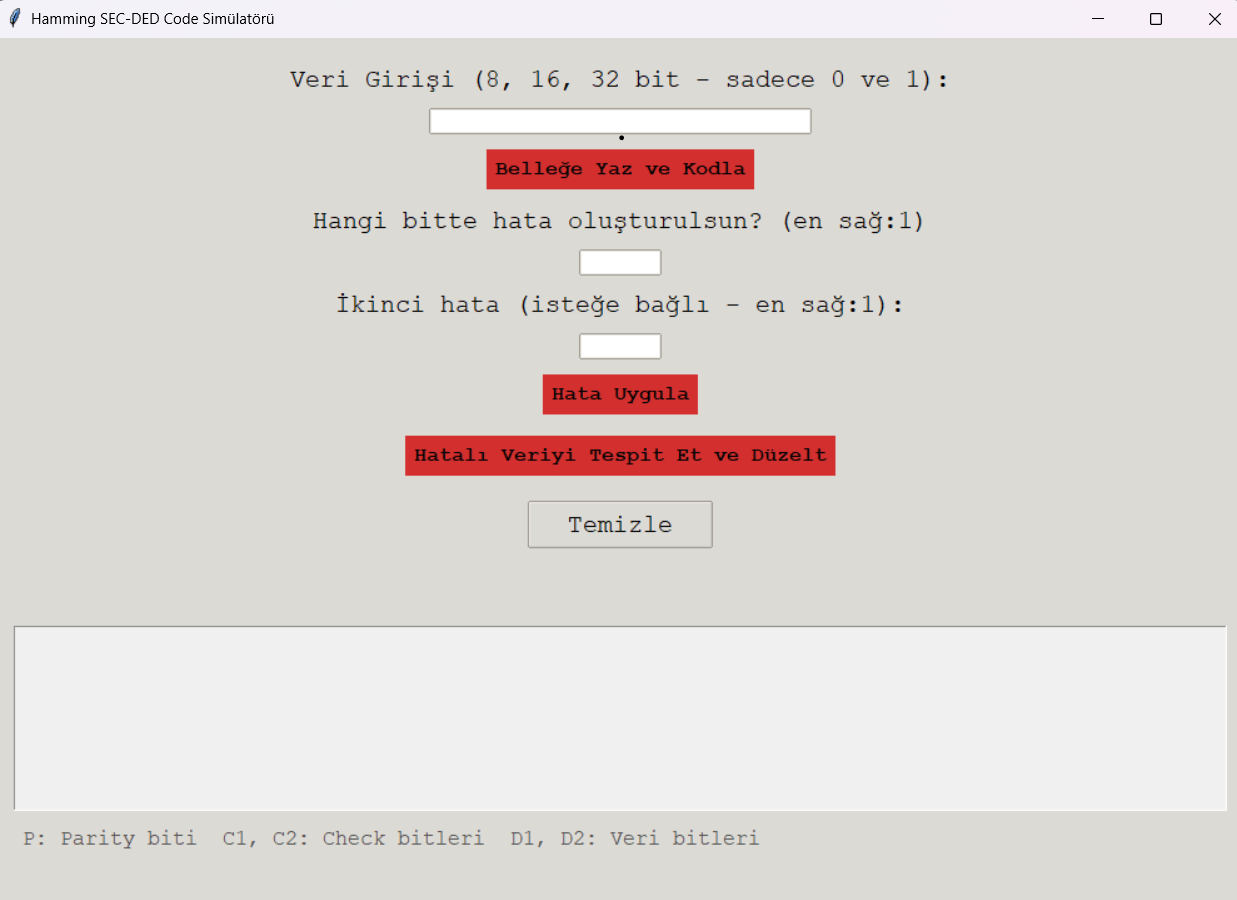 Hamming SEC-DED Code Simülatörü
Veri Girişi (8, 16, 32 bit - sadece 0 ve 1):
Belleğe Yaz ve Kodla
Hangi bitte hata oluşturulsun? (en sağ:1)
İkinci hata (isteğe bağlı - en sağ:1):
Hata Uygula
Hatalı Veriyi Tespit Et ve Düzelt
Temizle
P: Parity biti  C1, C2: Check bitleri  D1, D2: Veri bitleri